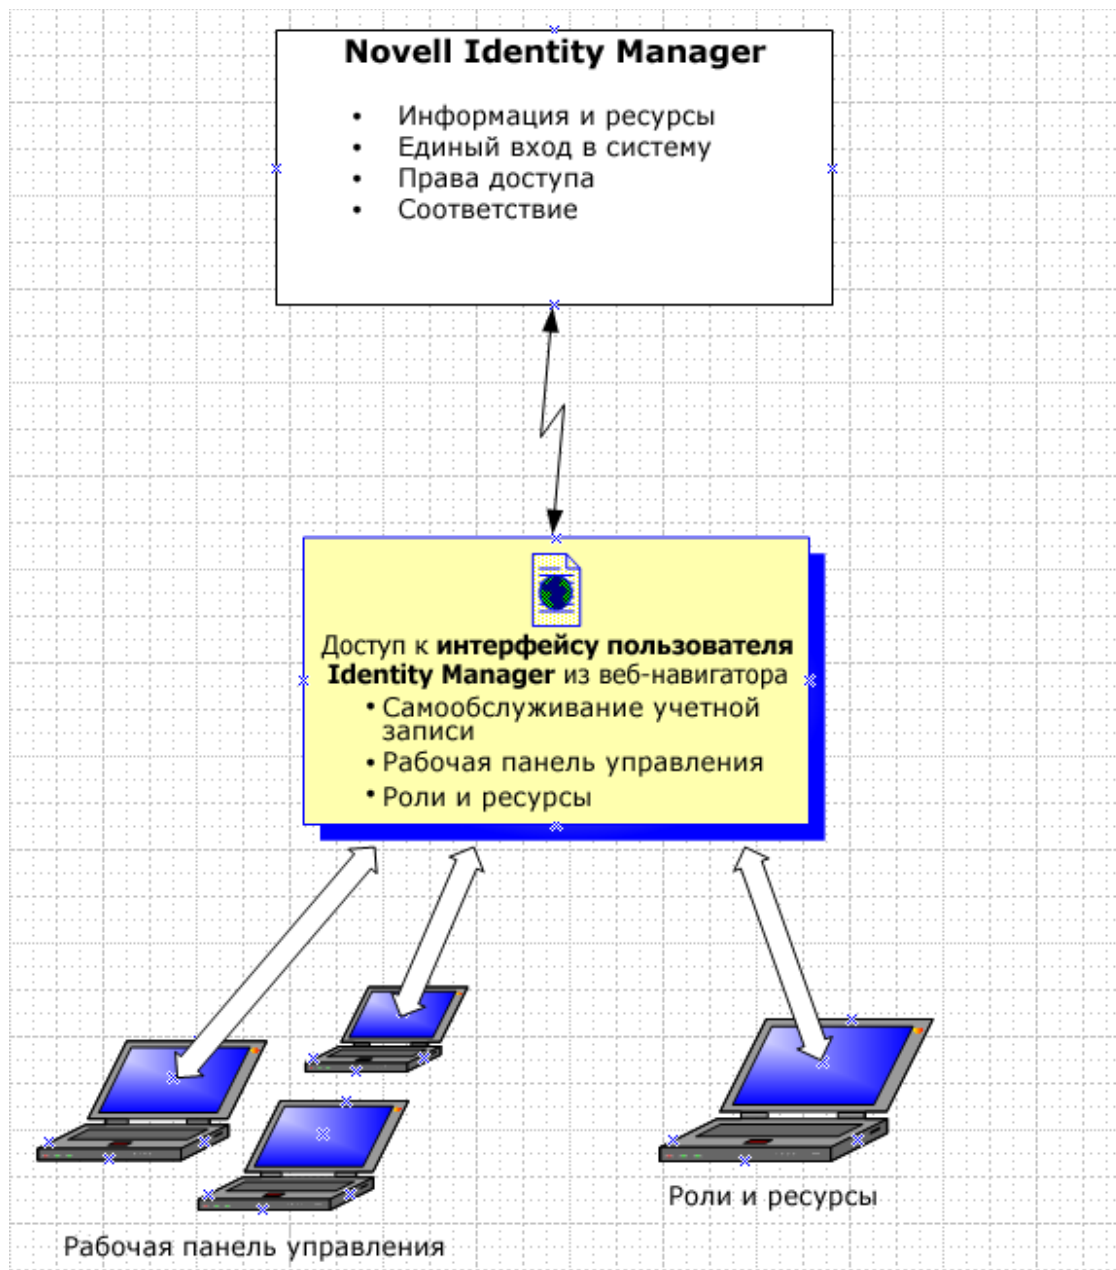 Novell Identity Manager
• Информация и ресурсы
• Единый вход в систему
• Права доступа
• Соответствие
Доступ к интерфейсу пользователя
Identity Manager из веб-навигатора
• Самообслуживание учетной
записи
• Рабочая панель управления
• Роли и ресурсы
Роли и ресурсы
Рабочая панель управления